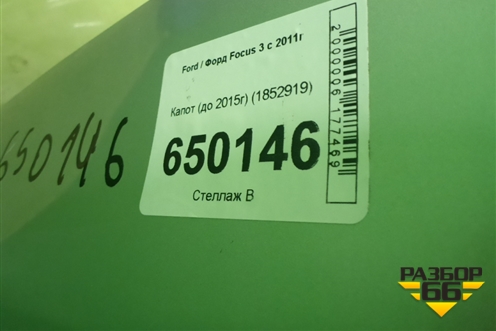 Ford / Форд Focus 3 с 2011г
Капот (до 2015г) (1852919)
650146
Стеллаж В
2000006177469
650146
РАЗБОР
66